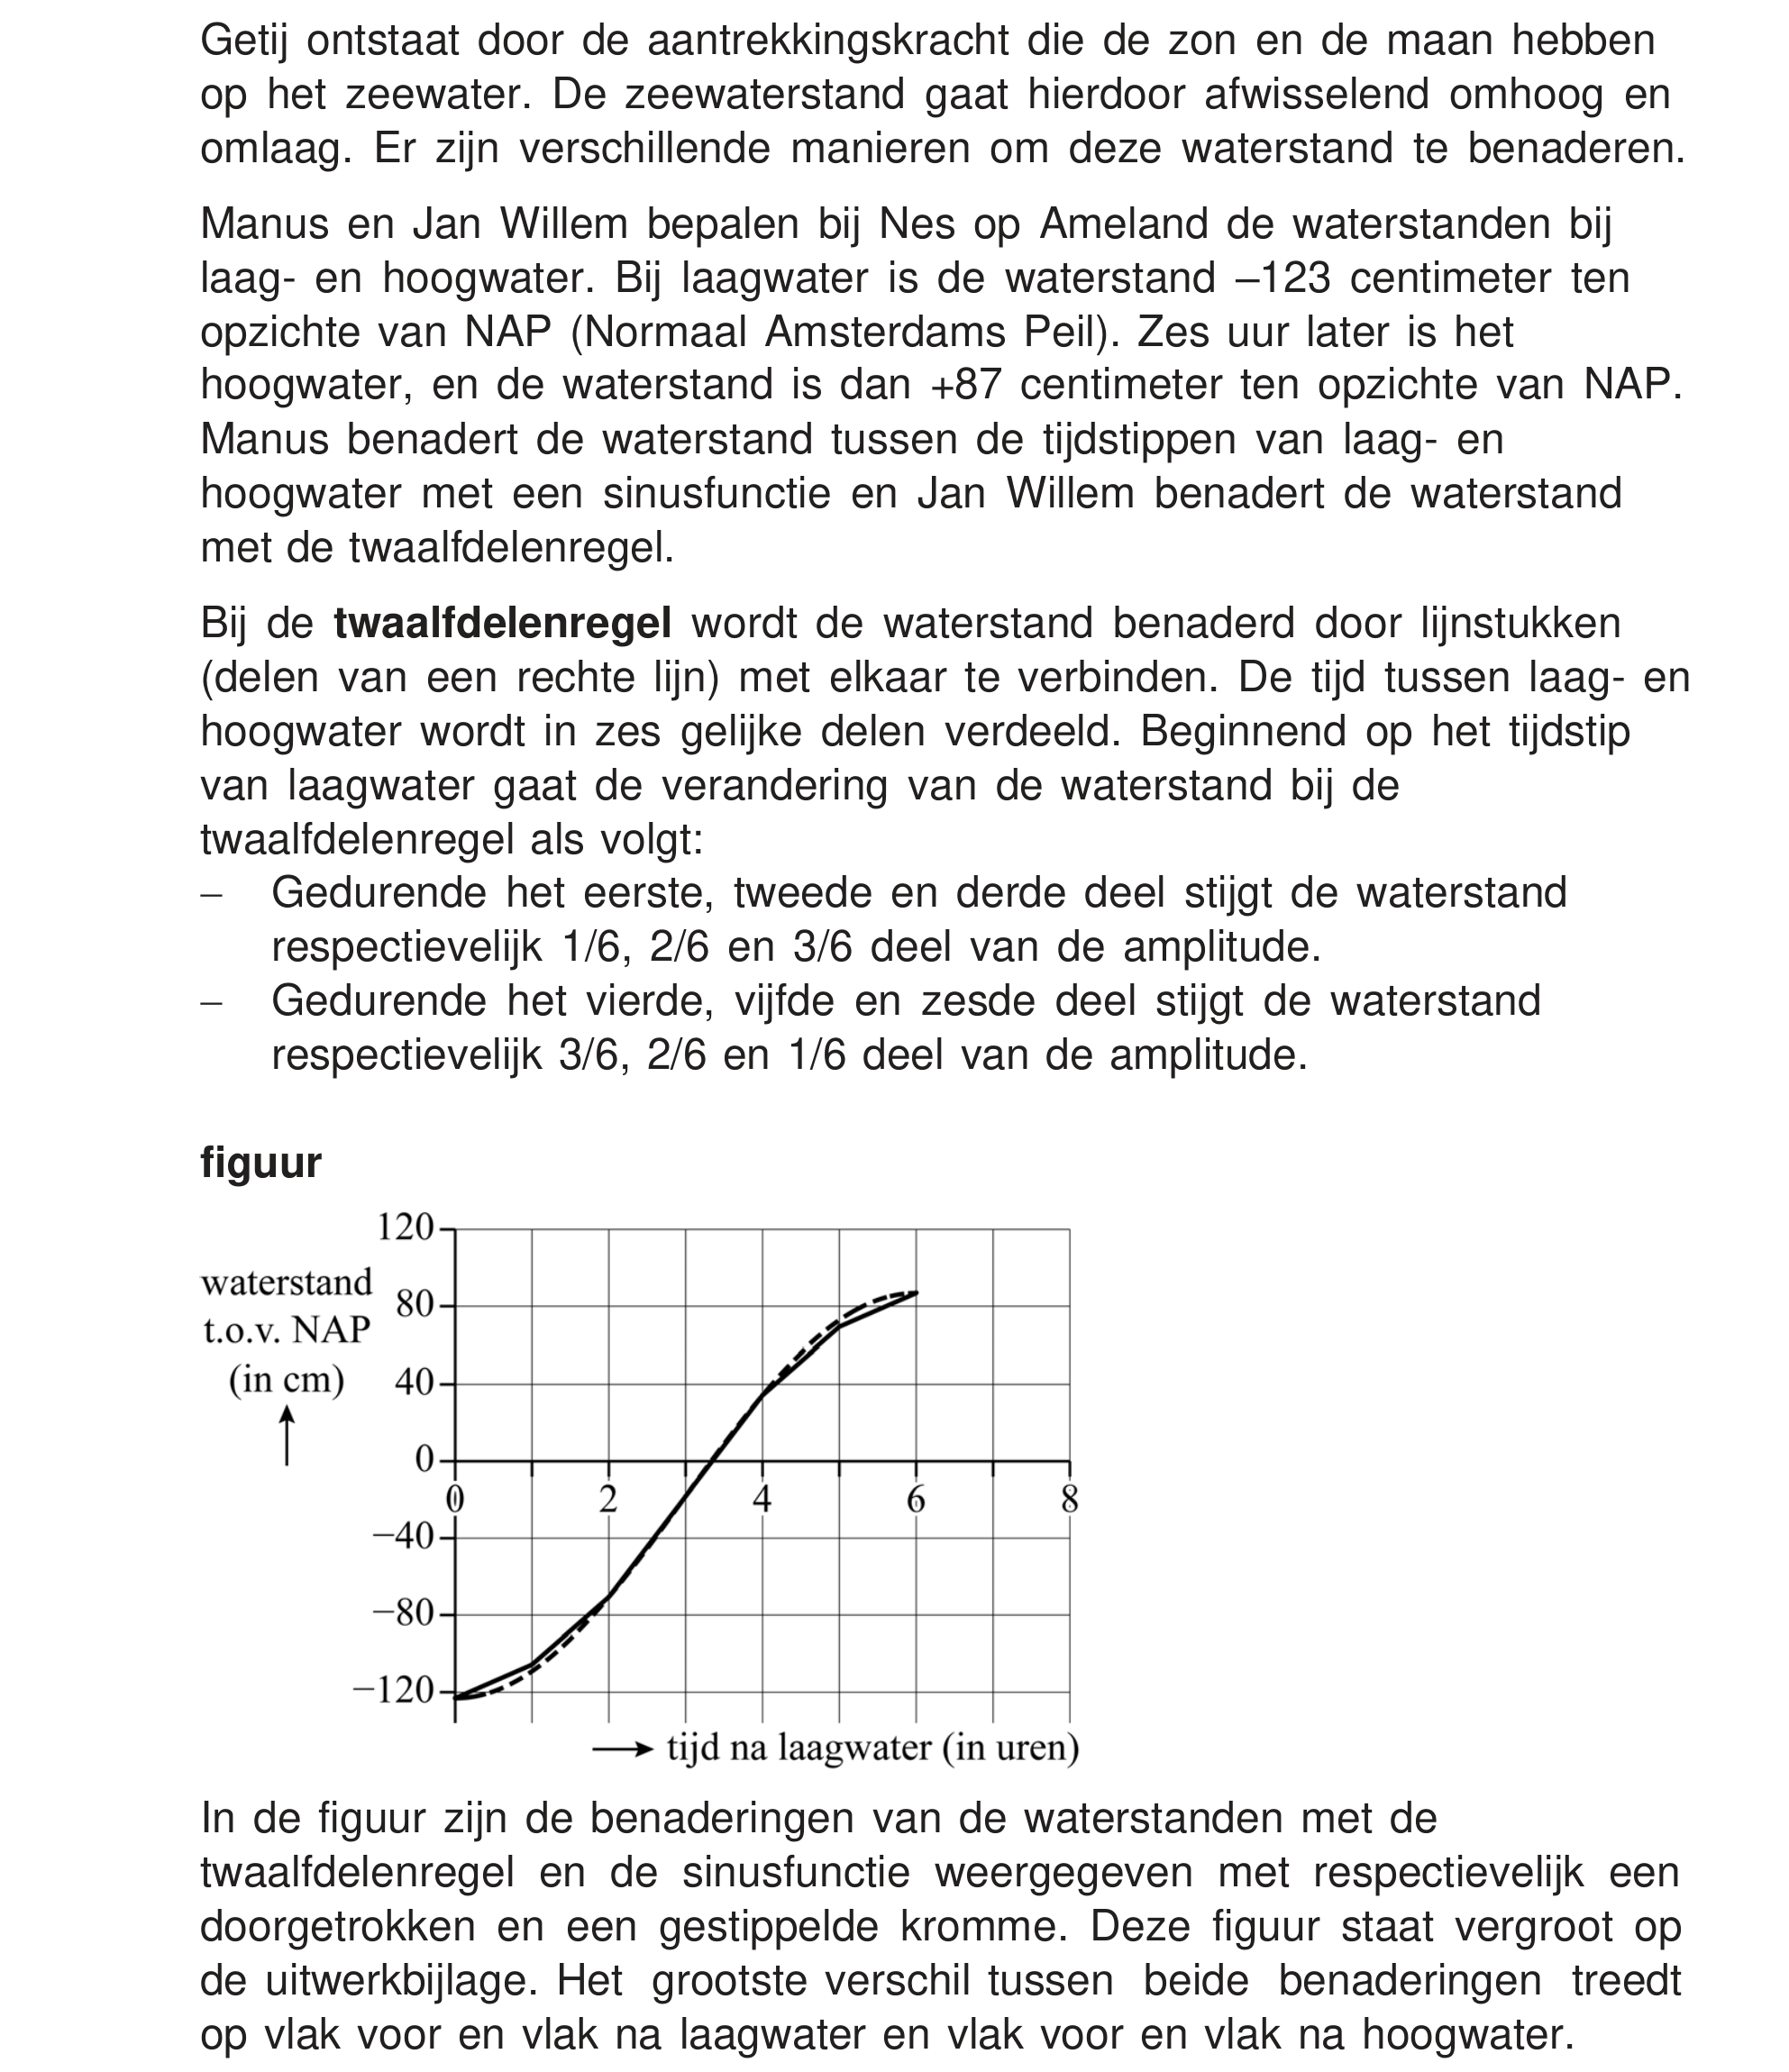 Getij ontstaat door de aantrekkingskracht die de zon en de maan hebben
op het zeewater. De zeewaterstand gaat hierdoor afwisselend omhoog en
omlaag. Er zijn verschillende manieren om deze waterstand te benaderen.
Manus en Jan Willem bepalen bij Nes op Ameland de waterstanden bij
laag- en hoogwater. Bij laagwater is de waterstand –123 centimeter ten
opzichte van NAP (Normaal Amsterdams Peil). Zes uur later is het
hoogwater, en de waterstand is dan +87 centimeter ten opzichte van NAP.
Manus benadert de waterstand tussen de tijdstippen van laag- en
hoogwater met een sinusfunctie en Jan Willem benadert de waterstand
met de twaalfdelenregel.
Bij de twaalfdelenregel wordt de waterstand benaderd door lijnstukken
(delen van een rechte lijn) met elkaar te verbinden. De tijd tussen laag- en
hoogwater wordt in zes gelijke delen verdeeld. Beginnend op het tijdstip
van laagwater gaat de verandering van de waterstand bij de
twaalfdelenregel als volgt:
– Gedurende het eerste, tweede en derde deel stijgt de waterstand
respectievelijk 1/6, 2/6 en 3/6 deel van de amplitude.
– Gedurende het vierde, vijfde en zesde deel stijgt de waterstand
respectievelijk 3/6, 2/6 en 1/6 deel van de amplitude.
figuur
waterstand
t.o.v. NAP
(in cm)
120
80
40
0
−40
−80
−120
0 2 4 6 8
tijd na laagwater (in uren)
In de figuur zijn de benaderingen van de waterstanden met de
twaalfdelenregel en de sinusfunctie weergegeven met respectievelijk een
doorgetrokken en een gestippelde kromme. Deze figuur staat vergroot op
de uitwerkbijlage. Het grootste verschil tussen beide benaderingen treedt
op vlak voor en vlak na laagwater en vlak voor en vlak na hoogwater.